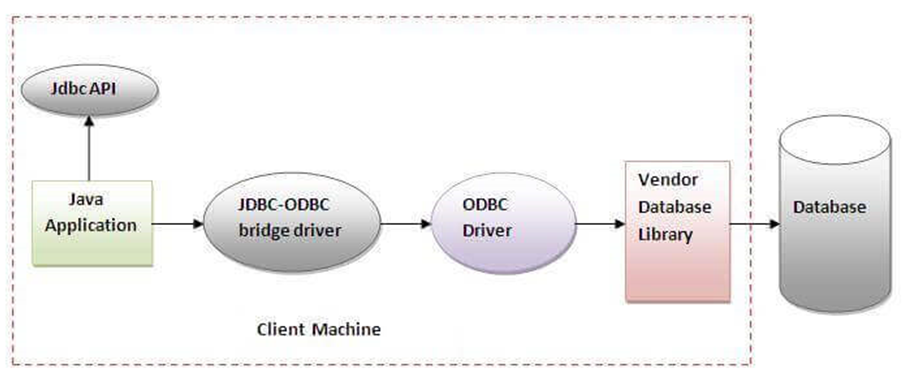 Jdbc API
Java
Application
JDBC-ODBC
bridge driver
ODBC
Driver
Vendor
Database
Library
Database
Client Machine